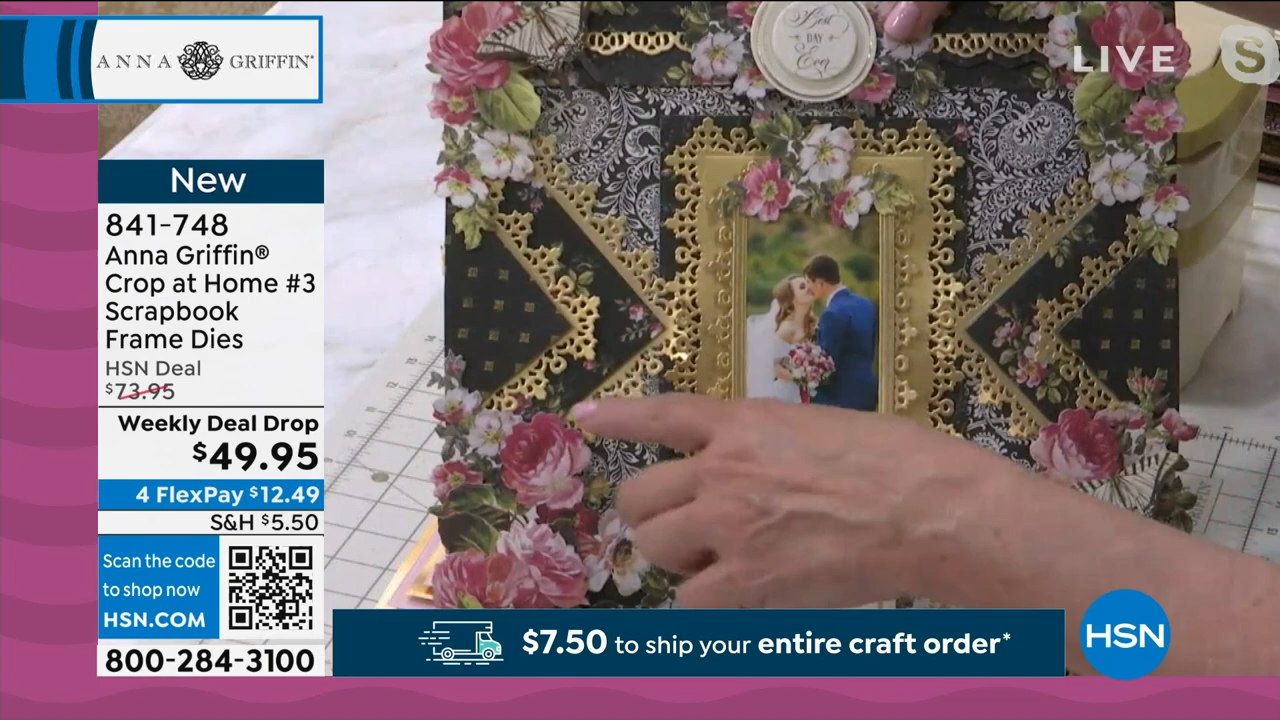 ANNA GRIFFIN®
New
841-748
Anna Griffin®
Crop at Home #3
Scrapbook
Frame Dies
HSN Deal
$73.95
Weekly Deal Drop
$49.95
4 FlexPay $12.49
S&H $5.50
Scan the code
to shop now
HSN.COM
800-284-3100
Best
DAY
Ever
LIVE
S
$7.50 to ship your entire craft order*
HSN